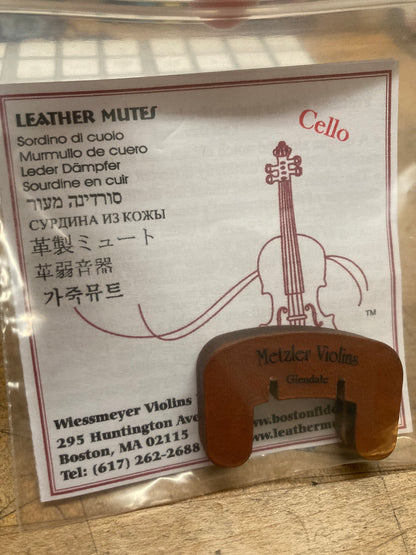 LEATHER MUTES
Cello
Sordino di cuoio
Murmullo de cuero
Leder Dämpfer
Sourdine en cuir
סורדינה מעור
СУРДИНА ИЗ КОЖЫ
革製ミュート
革弱音器
가죽뮤트
TM
Metzler Violins
Glendale
Wiessmeyer Violins
295 Huntington Ave
Boston, MA 02115
Tel: (617) 262-2688